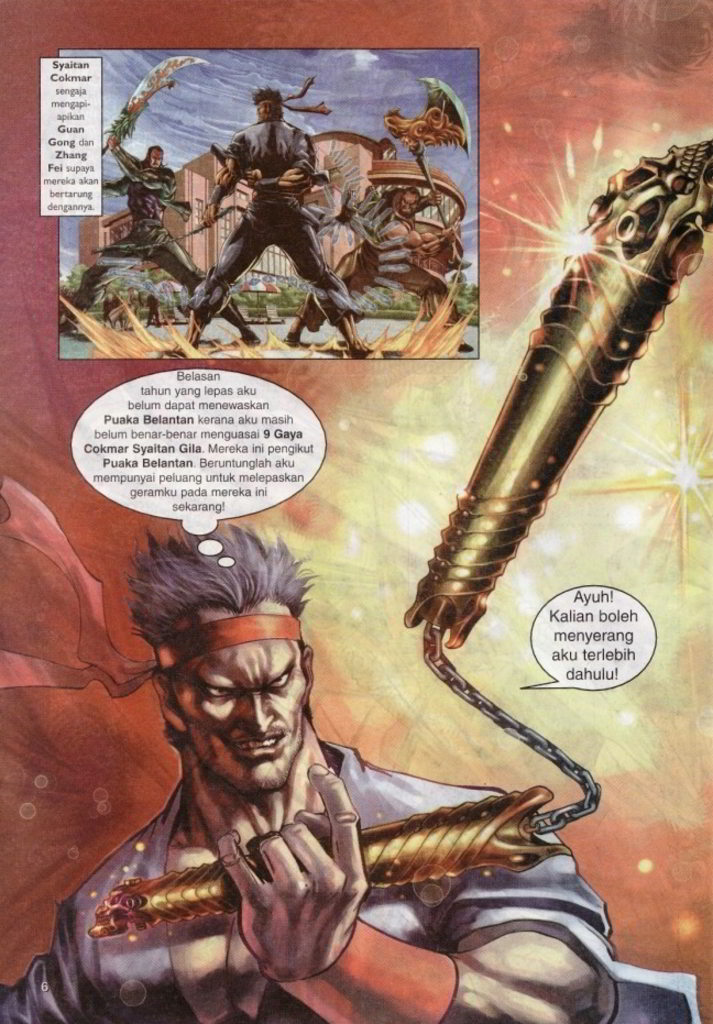 Syaitan
Cokmar
sengaja
mengapi-
apikan
Guan
Gong dan
Zhang
Fei supaya
mereka akan
bertarung
dengannya.
Belasan
tahun yang lepas aku
belum dapat menewaskan
Puaka Belantan kerana aku masih
belum benar-benar menguasai 9 Gaya
Cokmar Syaitan Gila. Mereka ini pengikut
Puaka Belantan. Beruntunglah aku
mempunyai peluang untuk melepaskan
geramku pada mereka ini
sekarang!
Ayuh!
Kalian boleh
menyerang
aku terlebih
dahulu!
6